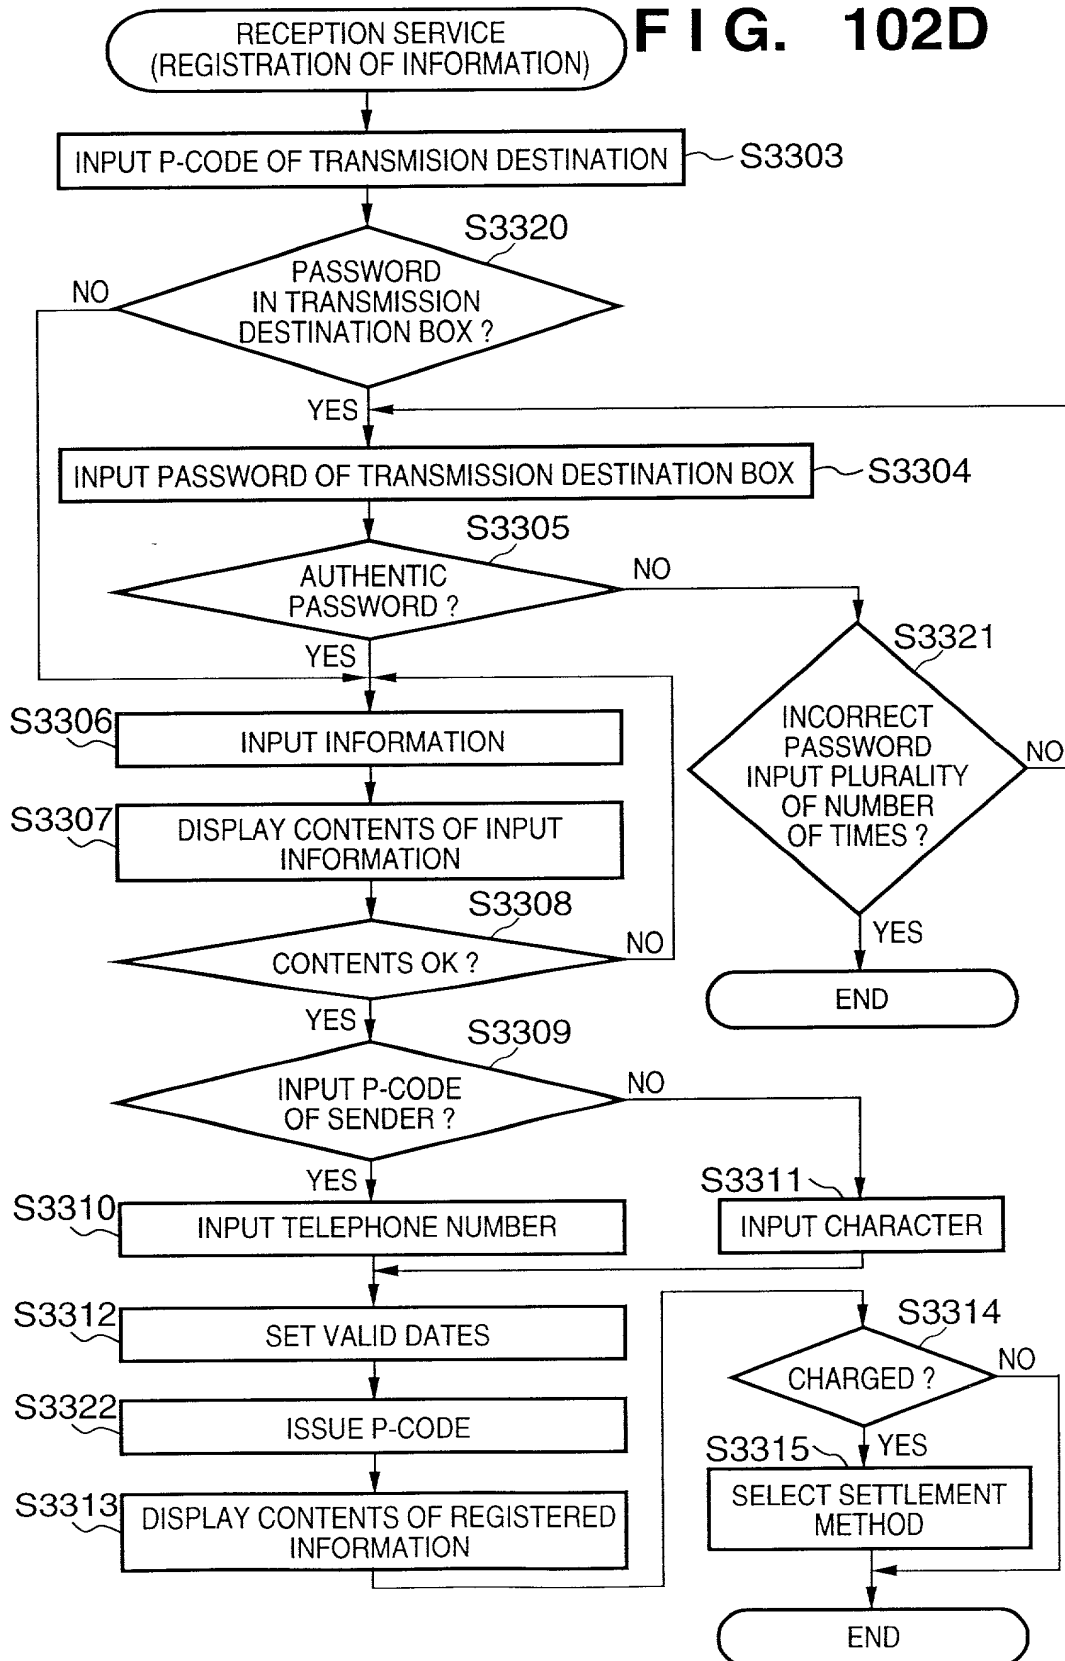 FIG. 102D
RECEPTION SERVICE
(REGISTRATION OF INFORMATION)
INPUT P-CODE OF TRANSMISION DESTINATION
S3303
S3320
PASSWORD
IN TRANSMISSION
DESTINATION BOX ?
NO
YES
INPUT PASSWORD OF TRANSMISSION DESTINATION BOX
S3304
S3305
AUTHENTIC
PASSWORD ?
NO
YES
S3321
INCORRECT
PASSWORD
INPUT PLURALITY
OF NUMBER
OF TIMES ?
NO
YES
END
S3306
INPUT INFORMATION
S3307
DISPLAY CONTENTS OF INPUT
INFORMATION
S3308
CONTENTS OK ?
NO
YES
S3309
INPUT P-CODE
OF SENDER ?
NO
YES
S3310
INPUT TELEPHONE NUMBER
S3311
INPUT CHARACTER
S3312
SET VALID DATES
S3322
ISSUE P-CODE
S3313
DISPLAY CONTENTS OF REGISTERED
INFORMATION
S3314
CHARGED ?
NO
YES
S3315
SELECT SETTLEMENT
METHOD
END